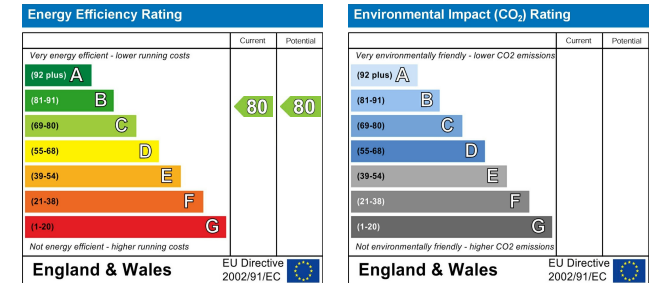 Energy Efficiency Rating
Current Potential
Very energy efficient - lower running costs
(92 plus) A
(81-91) B
80 80
(69-80) C
(55-68) D
(39-54) E
(21-38) F
(1-20) G
Not energy efficient - higher running costs
England & Wales
EU Directive
2002/91/EC
Environmental Impact (CO₂) Rating
Current Potential
Very environmentally friendly - lower CO2 emissions
(92 plus) A
(81-91) B
(69-80) C
(55-68) D
(39-54) E
(21-38) F
(1-20) G
Not environmentally friendly - higher CO2 emissions
England & Wales
EU Directive
2002/91/EC